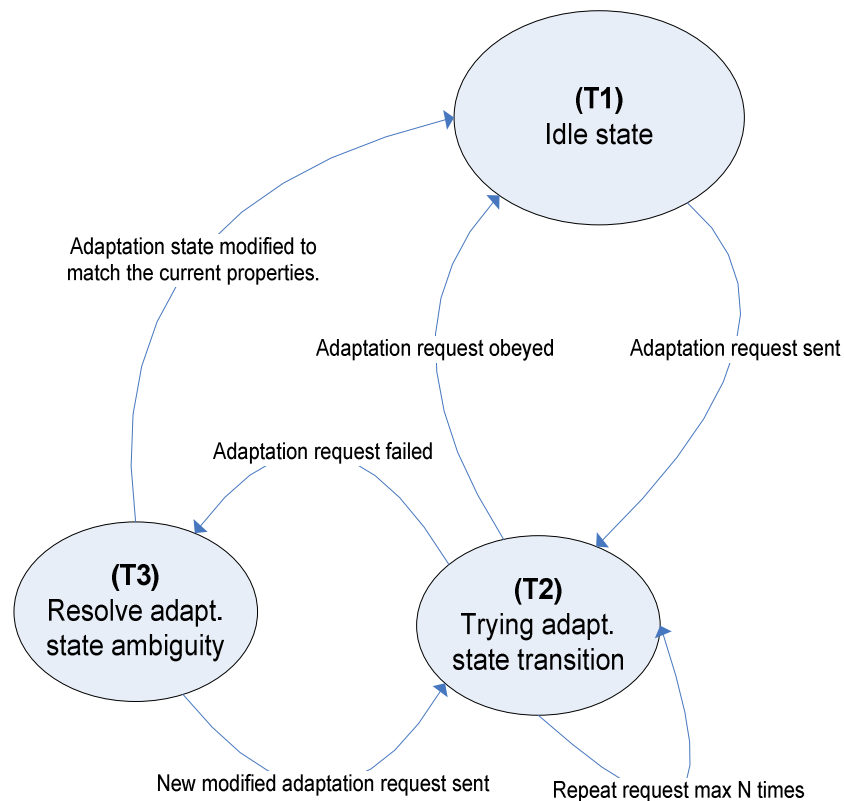 (T1)
Idle state
Adaptation state modified to
match the current properties.
Adaptation request obeyed
Adaptation request sent
Adaptation request failed
(T3)
Resolve adapt.
state ambiguity
(T2)
Trying adapt.
state transition
New modified adaptation request sent
Repeat request max N times